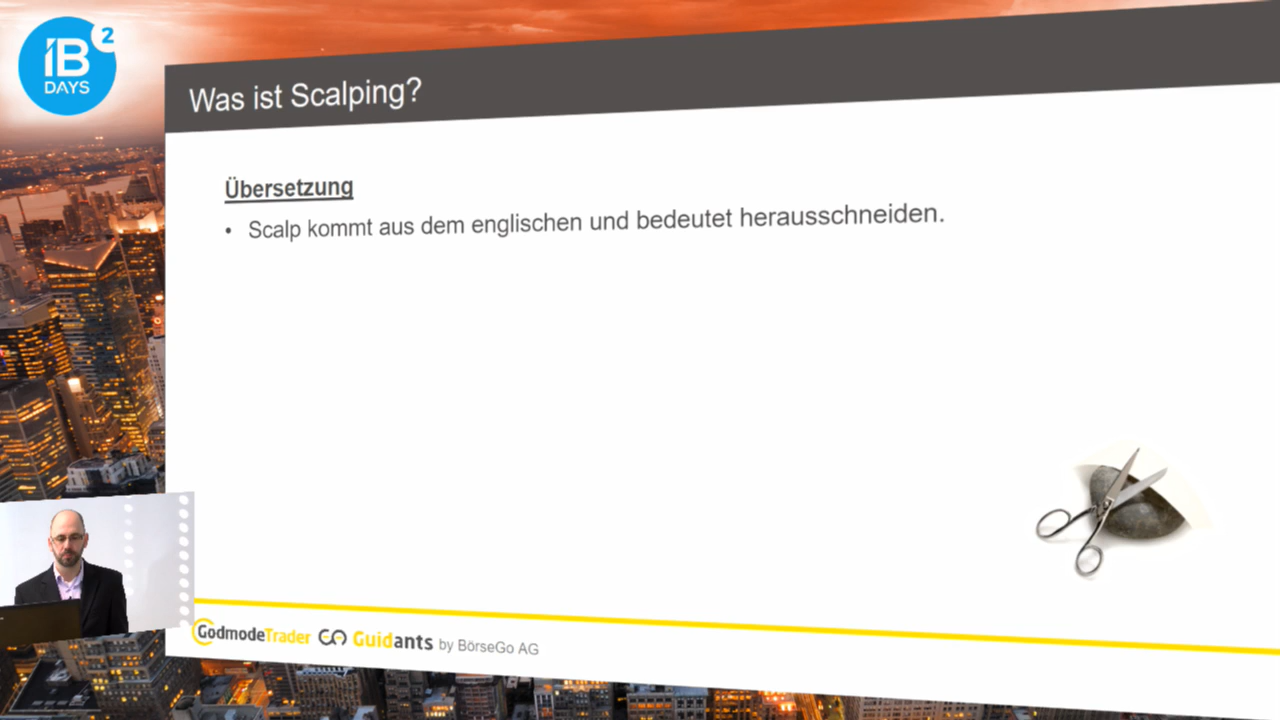 IB
2
DAYS
Was ist Scalping?
Übersetzung
• Scalp kommt aus dem englischen und bedeutet herausschneiden.
GodmodeTrader Guidants by BörseGo AG